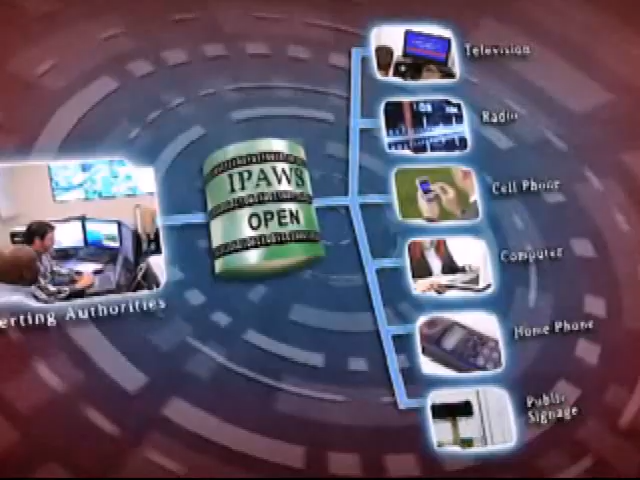 IPAWS
OPEN
erting Authorities
Television
Radio
Cell Phone
Computer
Home Phone
Public
Signage